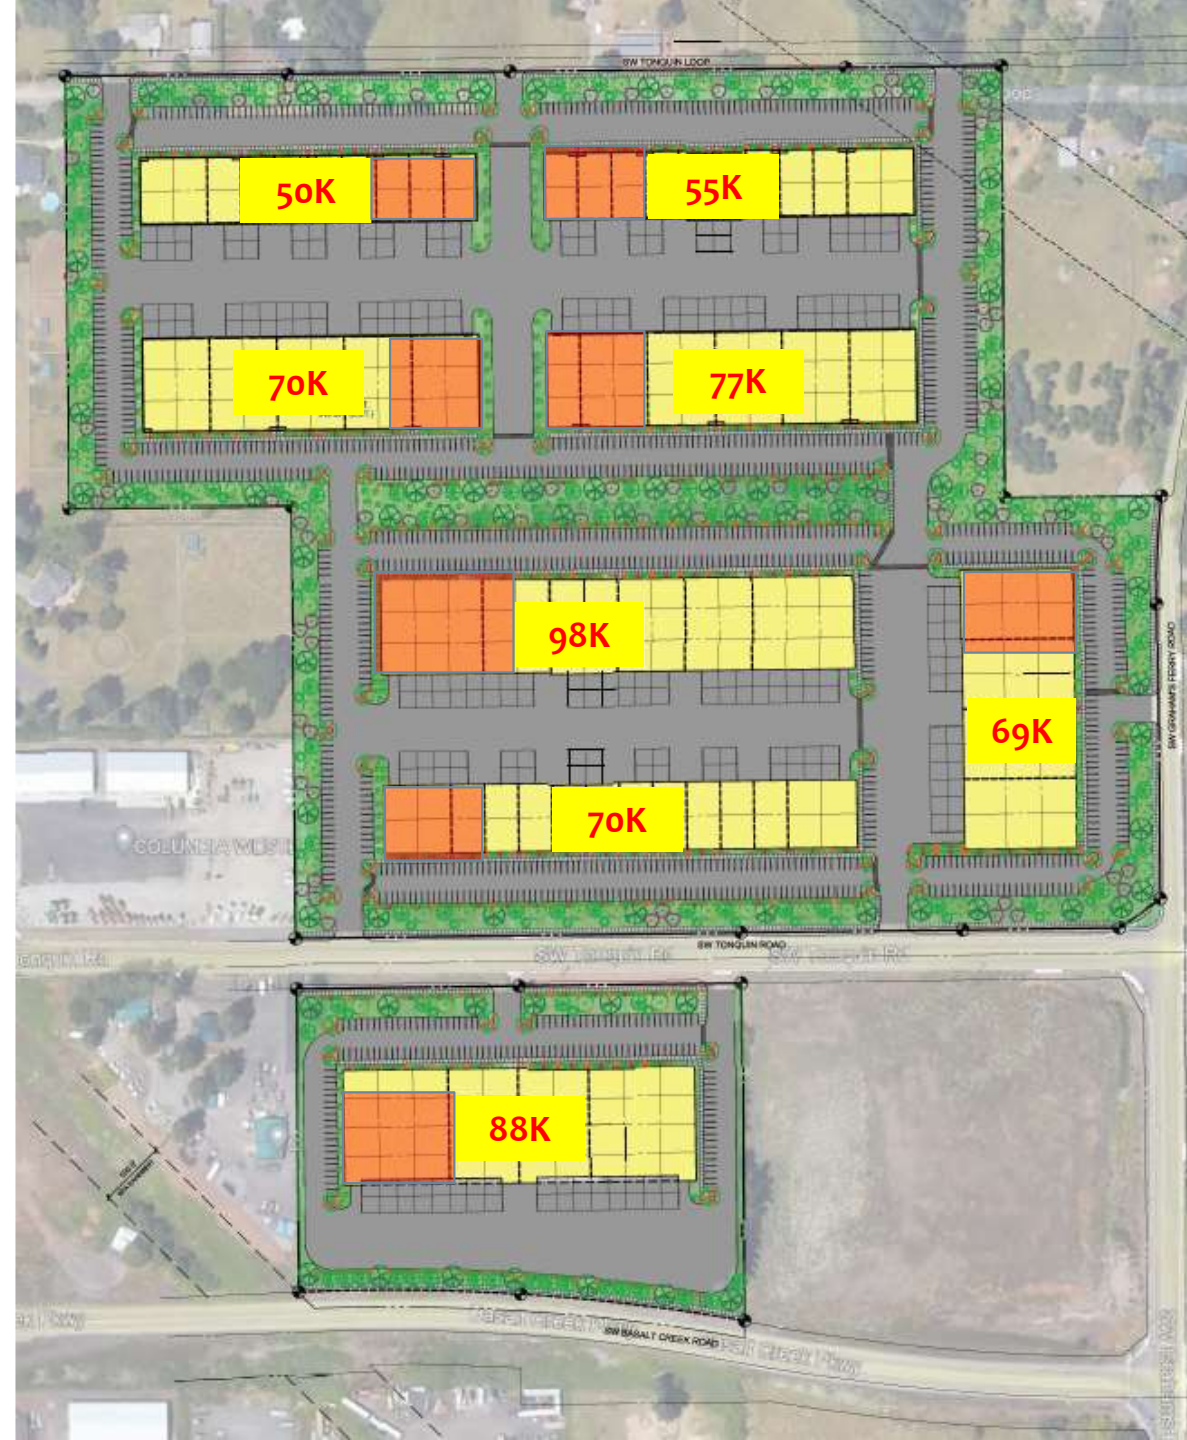 SW TONQUIN LOOP
50K
55K
70K
77K
98K
69K
SW GRAHAMS FERRY ROAD
70K
COLUMBIA WEST
SW TONQUIN ROAD
SW Tonquin Rd
SW Tonquin Rd
88K
SW BASALT CREEK ROAD